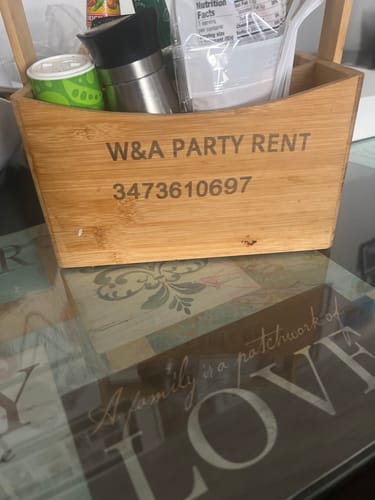 Nutrition
Facts
W&A PARTY RENT
3473610697
R
A family is a patchwork of
Y
LOVE